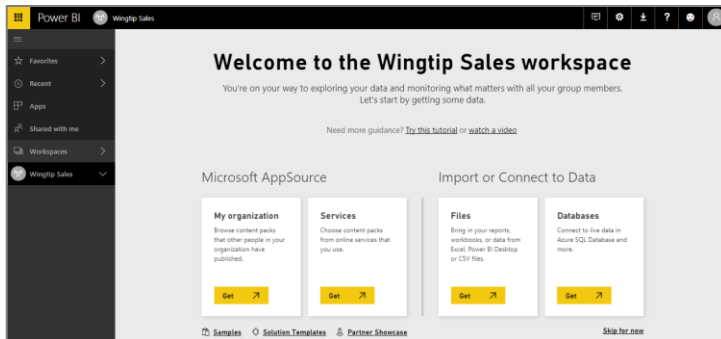 Power BI
Wingtip Sales
Favorites
Recent
Apps
Shared with me
Workspaces
Wingtip Sales
Welcome to the Wingtip Sales workspace
You're on your way to exploring your data and monitoring what matters with all your group members.
Let's start by getting some data.
Need more guidance? Try this tutorial or watch a video
Microsoft AppSource
Import or Connect to Data
My organization
Browse content packs
that other people in your
organization have
published.
Get
Services
Choose content packs
from online services that
you use.
Get
Files
Bring in your reports,
workbooks, or data from
Excel, Power BI Desktop
or CSV files.
Get
Databases
Connect to live data in
Azure SQL Database and
more.
Get
Samples
Solution Templates
Partner Showcase
Skip for now